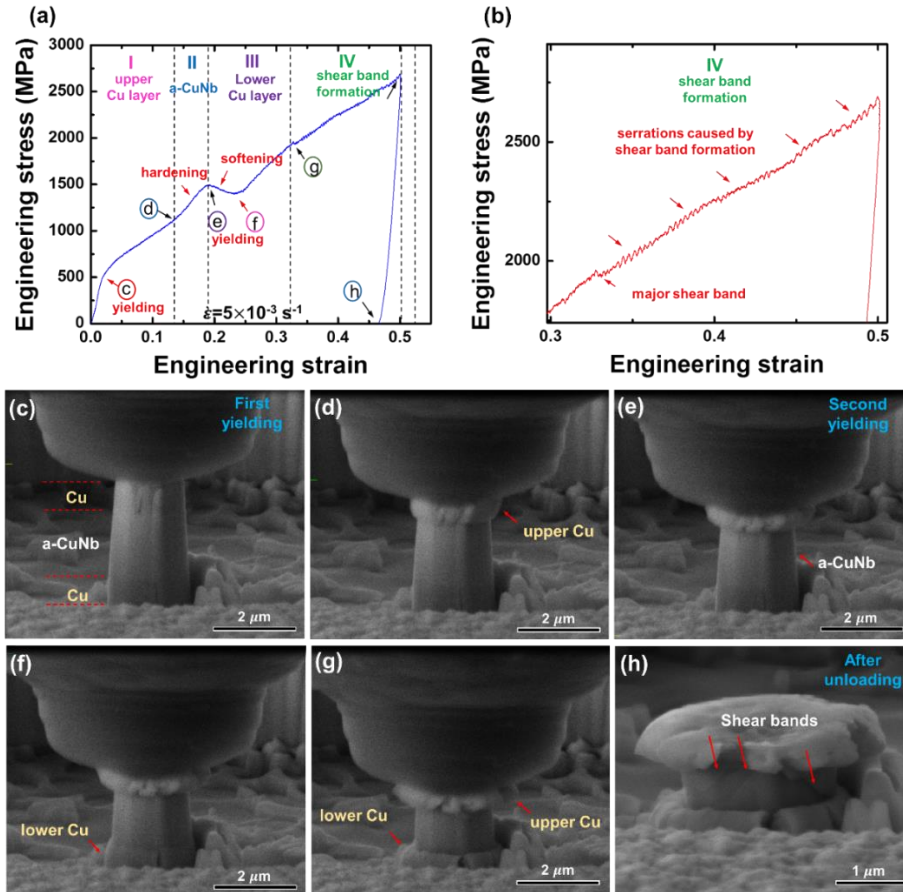 (a)
Engineering stress (MPa)
3000
2500
2000
1500
1000
500
0
I
upper
Cu layer
II
a-CuNb
III
Lower
Cu layer
IV
shear band
formation
hardening
softening
d
e
yielding
f
g
c
yielding
h
ε̇=5×10⁻³ s⁻¹
0.0 0.1 0.2 0.3 0.4 0.5
Engineering strain
(b)
Engineering stress (MPa)
2500
2000
IV
shear band
formation
serrations caused by
shear band formation
major shear band
0.3 0.4 0.5
Engineering strain
(c)
First
yielding
Cu
a-CuNb
Cu
2 μm
(d)
upper Cu
2 μm
(e)
Second
yielding
a-CuNb
2 μm
(f)
lower Cu
2 μm
(g)
lower Cu
upper Cu
2 μm
(h)
After
unloading
Shear bands
1 μm